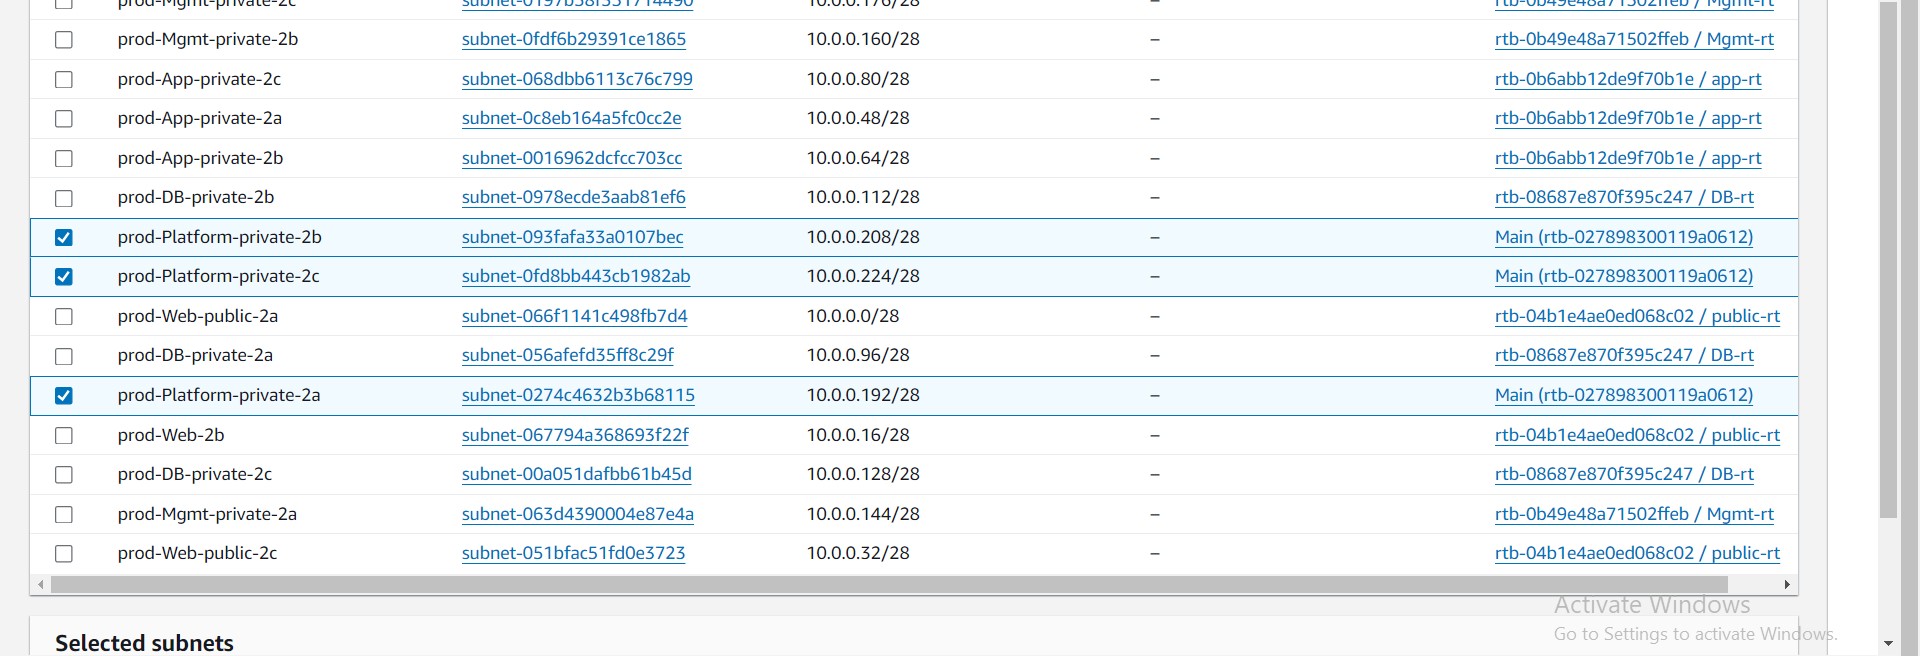 prod-Mgmt-private-2c subnet-0197b58f331714490 10.0.0.176/28 – rtb-0b49e48a71502ffeb / Mgmt-rt
prod-Mgmt-private-2b subnet-0fdf6b29391ce1865 10.0.0.160/28 – rtb-0b49e48a71502ffeb / Mgmt-rt
prod-App-private-2c subnet-068dbb6113c76c799 10.0.0.80/28 – rtb-0b6abb12de9f70b1e / app-rt
prod-App-private-2a subnet-0c8eb164a5fc0cc2e 10.0.0.48/28 – rtb-0b6abb12de9f70b1e / app-rt
prod-App-private-2b subnet-0016962dcfcc703cc 10.0.0.64/28 – rtb-0b6abb12de9f70b1e / app-rt
prod-DB-private-2b subnet-0978ecde3aab81ef6 10.0.0.112/28 – rtb-08687e870f395c247 / DB-rt
prod-Platform-private-2b subnet-093fafa33a0107bec 10.0.0.208/28 – Main (rtb-027898300119a0612)
prod-Platform-private-2c subnet-0fd8bb443cb1982ab 10.0.0.224/28 – Main (rtb-027898300119a0612)
prod-Web-public-2a subnet-066f1141c498fb7d4 10.0.0.0/28 – rtb-04b1e4ae0ed068c02 / public-rt
prod-DB-private-2a subnet-056afefd35ff8c29f 10.0.0.96/28 – rtb-08687e870f395c247 / DB-rt
prod-Platform-private-2a subnet-0274c4632b3b68115 10.0.0.192/28 – Main (rtb-027898300119a0612)
prod-Web-2b subnet-067794a368693f22f 10.0.0.16/28 – rtb-04b1e4ae0ed068c02 / public-rt
prod-DB-private-2c subnet-00a051dafbb61b45d 10.0.0.128/28 – rtb-08687e870f395c247 / DB-rt
prod-Mgmt-private-2a subnet-063d4390004e87e4a 10.0.0.144/28 – rtb-0b49e48a71502ffeb / Mgmt-rt
prod-Web-public-2c subnet-051bfac51fd0e3723 10.0.0.32/28 – rtb-04b1e4ae0ed068c02 / public-rt
Activate Windows
Go to Settings to activate Windows.
Selected subnets